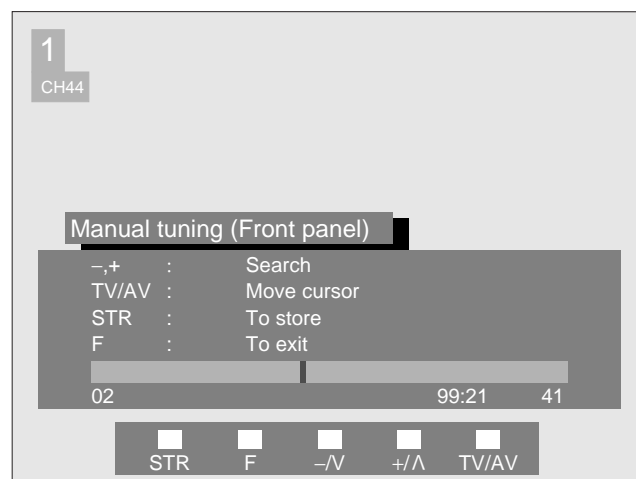 1
CH44
Manual tuning (Front panel)
−,+ : Search
TV/AV : Move cursor
STR : To store
F : To exit
02 99:21 41
STR F −/V +/Λ TV/AV